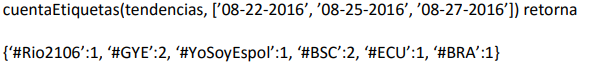 cuentaEtiquetas(tendencias, [’08-22-2016’, ’08-25-2016’, ’08-27-2016’]) retorna
{‘#Rio2106’:1, ‘#GYE’:2, ‘#YoSoyEspol’:1, ‘#BSC’:2, ‘#ECU’:1, ‘#BRA’:1}